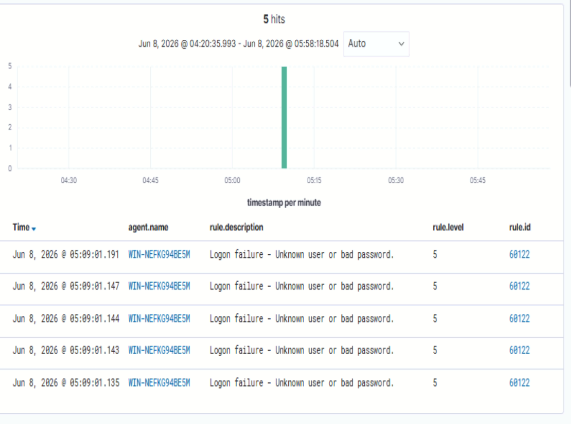 5 hits
Jun 8, 2026 @ 04:20:35.993 - Jun 8, 2026 @ 05:58:18.504 Auto
5
4
3
2
1
0
04:30 04:45 05:00 05:15 05:30 05:45
timestamp per minute
Time agent.name rule.description rule.level rule.id
Jun 8, 2026 @ 05:09:01.191 WIN-NEFKG94BE5M Logon failure - Unknown user or bad password. 5 60122
Jun 8, 2026 @ 05:09:01.147 WIN-NEFKG94BE5M Logon failure - Unknown user or bad password. 5 60122
Jun 8, 2026 @ 05:09:01.144 WIN-NEFKG94BE5M Logon failure - Unknown user or bad password. 5 60122
Jun 8, 2026 @ 05:09:01.143 WIN-NEFKG94BE5M Logon failure - Unknown user or bad password. 5 60122
Jun 8, 2026 @ 05:09:01.135 WIN-NEFKG94BE5M Logon failure - Unknown user or bad password. 5 60122